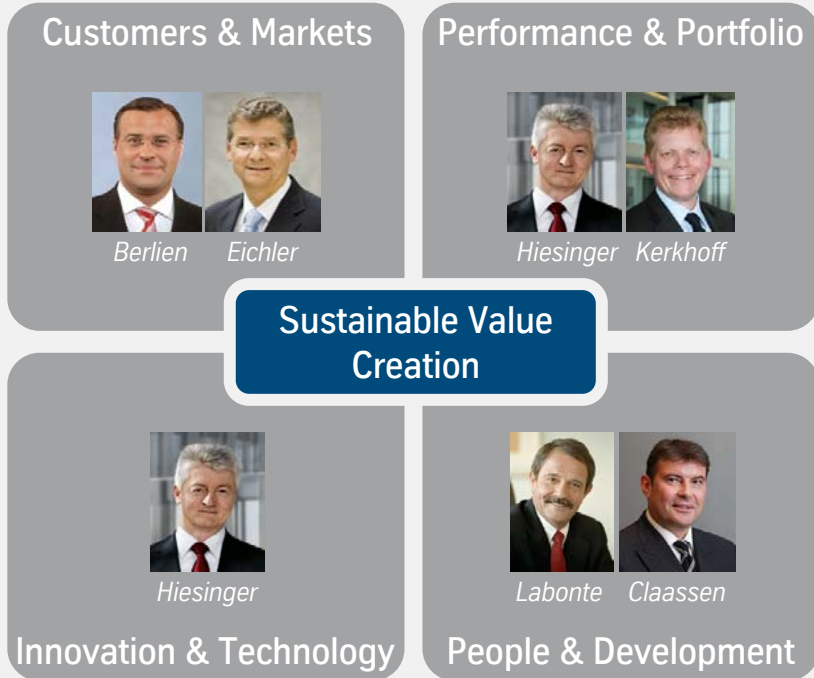 Customers & Markets
Performance & Portfolio
Berlien Eichler
Hiesinger Kerkhoff
Sustainable Value
Creation
Hiesinger
Labonte Claassen
Innovation & Technology
People & Development